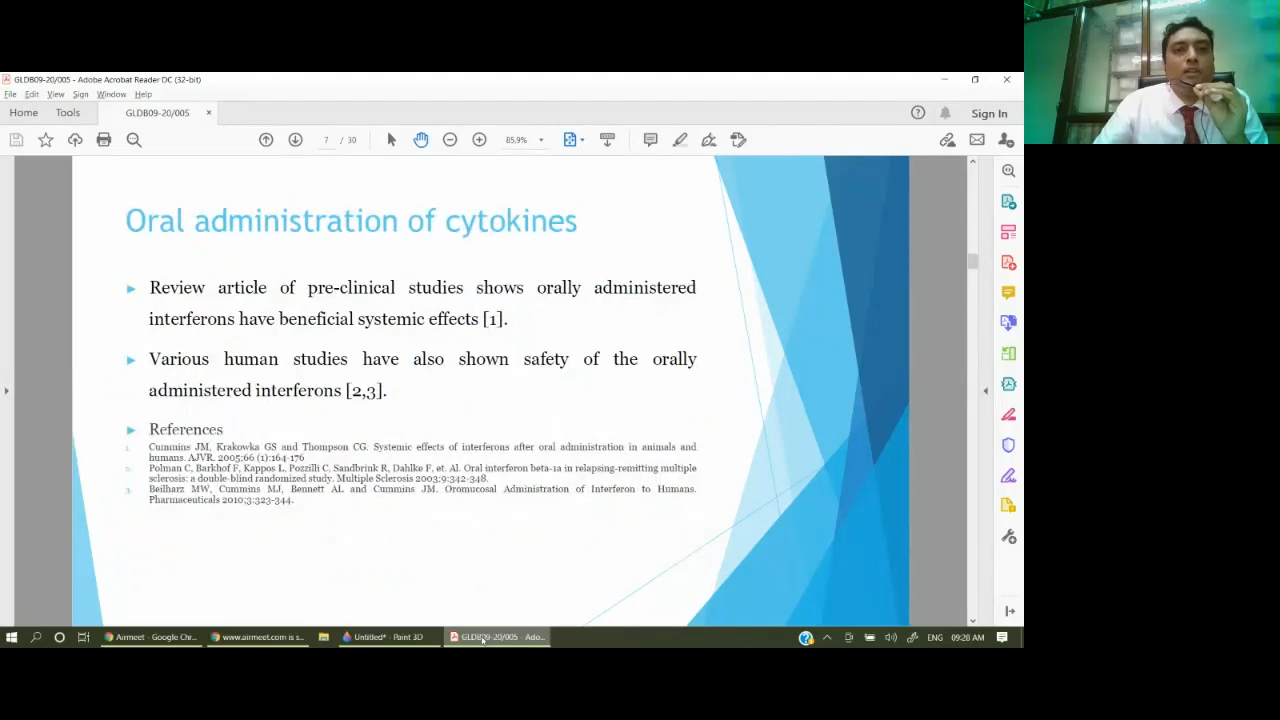 GLDB09-20/005 - Adobe Acrobat Reader DC (32-bit)
File Edit View Sign Window Help
Home Tools GLDB09-20/005 × Sign In
7 / 30 85.9%
Oral administration of cytokines
Review article of pre-clinical studies shows orally administered
interferons have beneficial systemic effects [1].
Various human studies have also shown safety of the orally
administered interferons [2,3].
References
1. Cummins JM, Krakowka GS and Thompson CG. Systemic effects of interferons after oral administration in animals and
humans. AJVR. 2005;66 (1):164-176
2. Polman C, Barkhof F, Kappos L, Pozzilli C, Sandbrink R, Dahlke F, et. Al. Oral interferon beta-1a in relapsing-remitting multiple
sclerosis: a double-blind randomized study. Multiple Sclerosis 2003;9:342-348.
3. Beilharz MW, Cummins MJ, Bennett AL and Cummins JM. Oromucosal Administration of Interferon to Humans.
Pharmaceuticals 2010;3:323-344.
Airmeet - Google Chr... www.airmeet.com is s... Untitled* - Paint 3D GLDB09-20/005 - Ado... ENG 09:28 AM